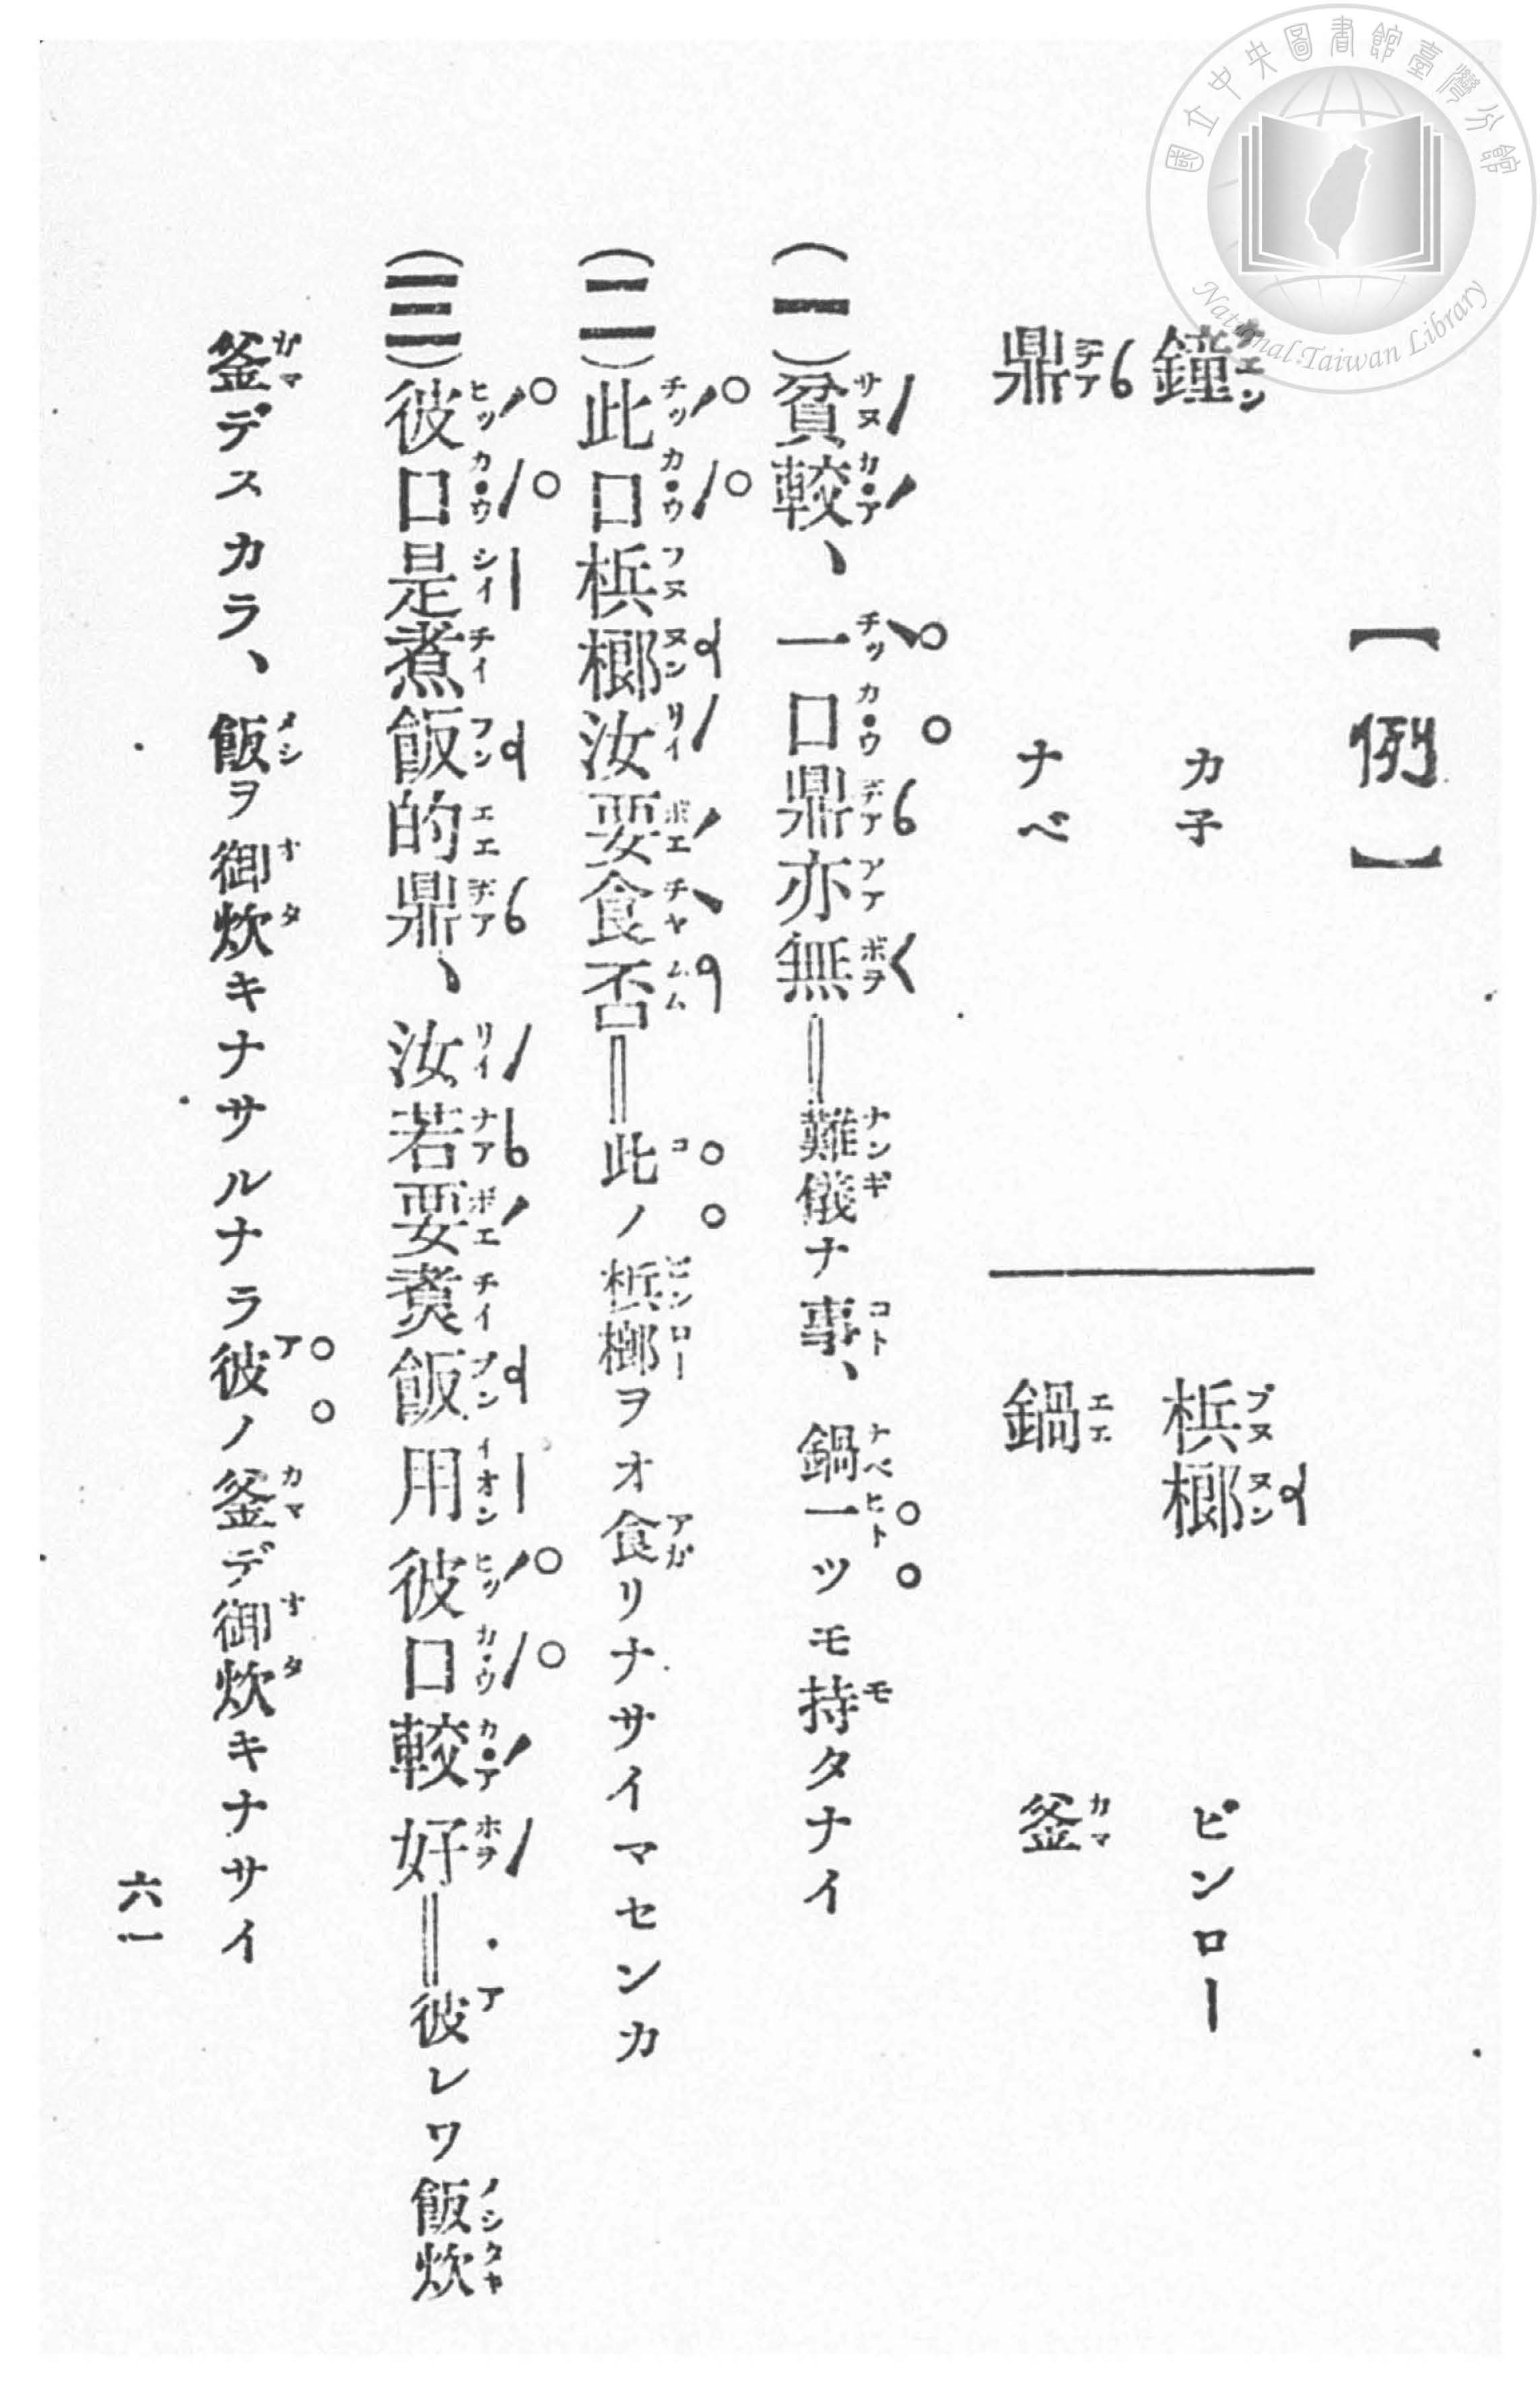 國立中央圖書館臺灣分館
National Taiwan Library
【例】
鐘 カ子
檳榔 ビンロー
鼎 ナベ
鍋 釜
(一)貧較、一口鼎亦無═難儀ナ事、鍋一ツモ持タナイ
(二)此口梹榔汝要食否═此ノ梹榔ヲオ食リナサイマセンカ
(三)彼口是煮飯的鼎、汝若要煑飯用彼口較好═彼レワ飯炊
釜デスカラ、飯ヲ御炊キナサルナラ彼ノ釜デ御炊キナサイ
六一